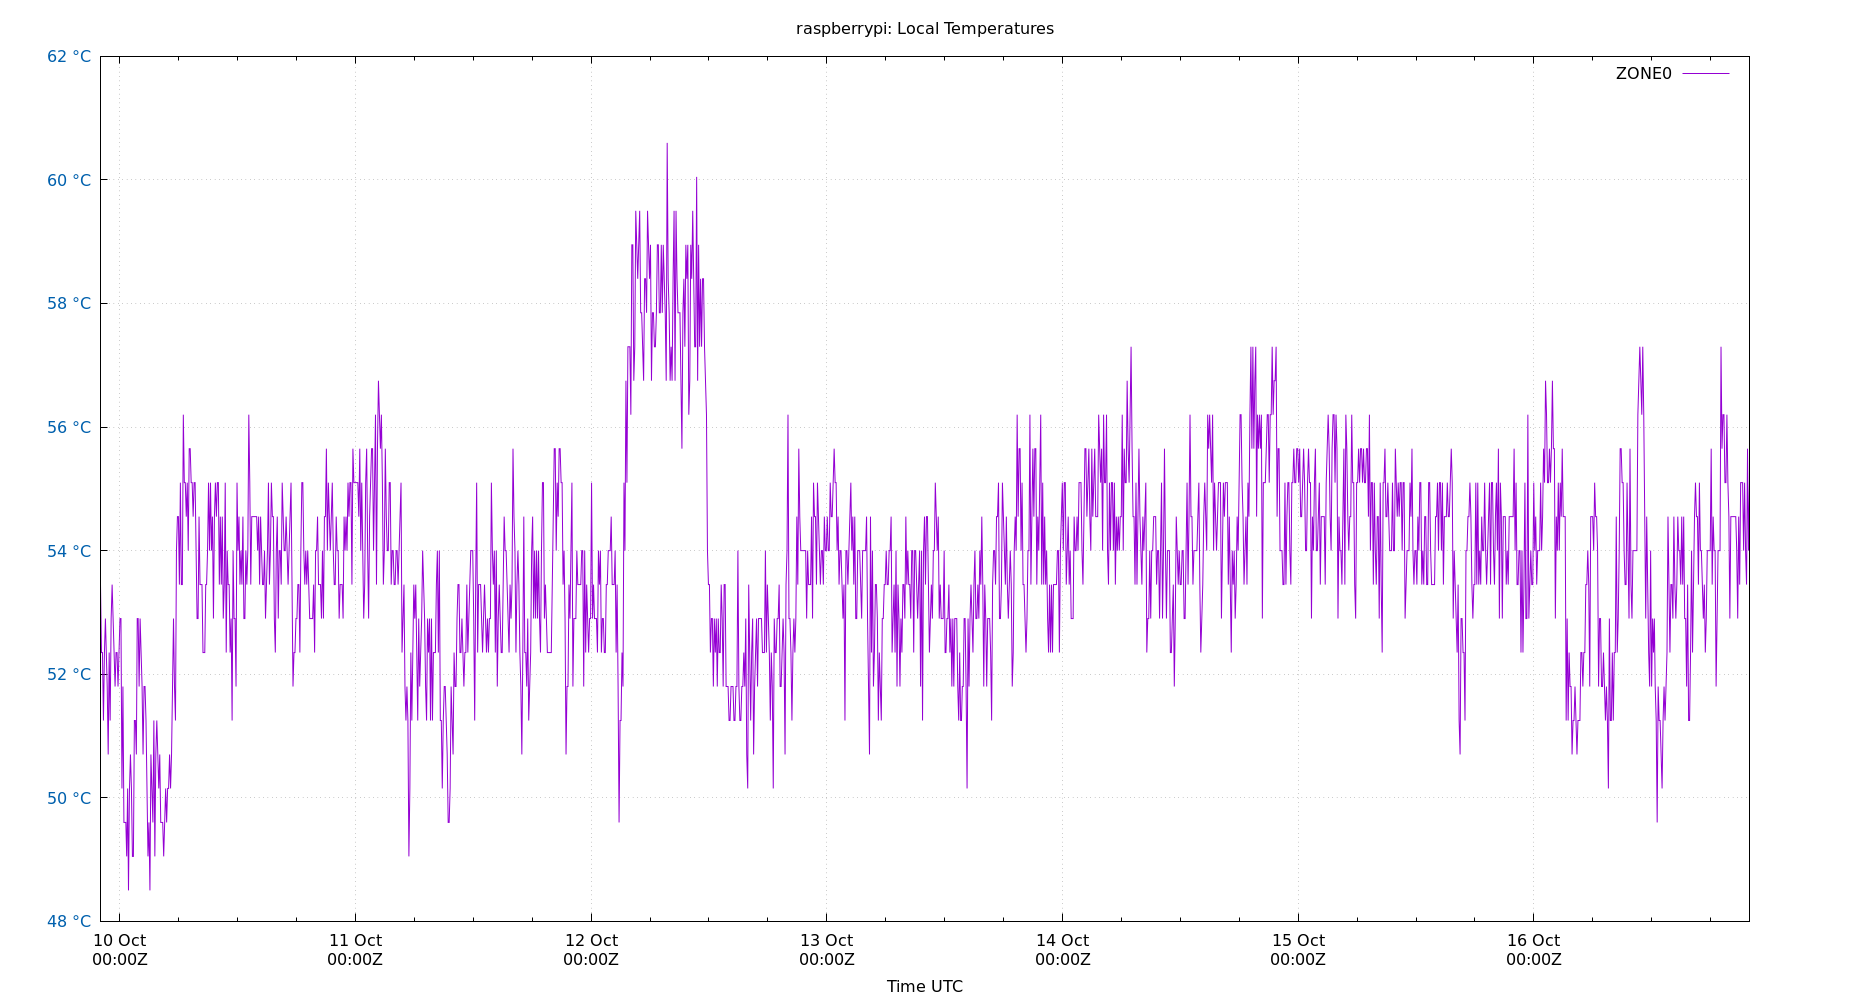 raspberrypi: Local Temperatures
62 °C
60 °C
58 °C
56 °C
54 °C
52 °C
50 °C
48 °C
ZONE0
10 Oct
00:00Z
11 Oct
00:00Z
12 Oct
00:00Z
13 Oct
00:00Z
14 Oct
00:00Z
15 Oct
00:00Z
16 Oct
00:00Z
Time UTC